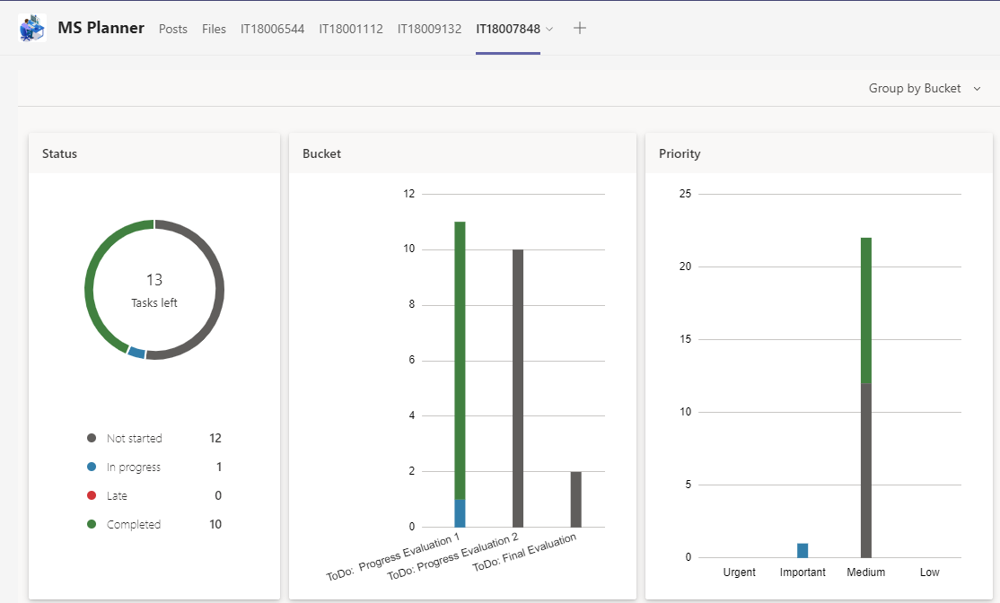 MS Planner Posts Files IT18006544 IT18001112 IT18009132 IT18007848
Group by Bucket
Status
13
Tasks left
Not started 12
In progress 1
Late 0
Completed 10
Bucket
12
10
8
6
4
2
0
ToDo:  Progress Evaluation 1
ToDo: Progress Evaluation 2
ToDo: Final Evaluation
Priority
25
20
15
10
5
0
Urgent Important Medium Low